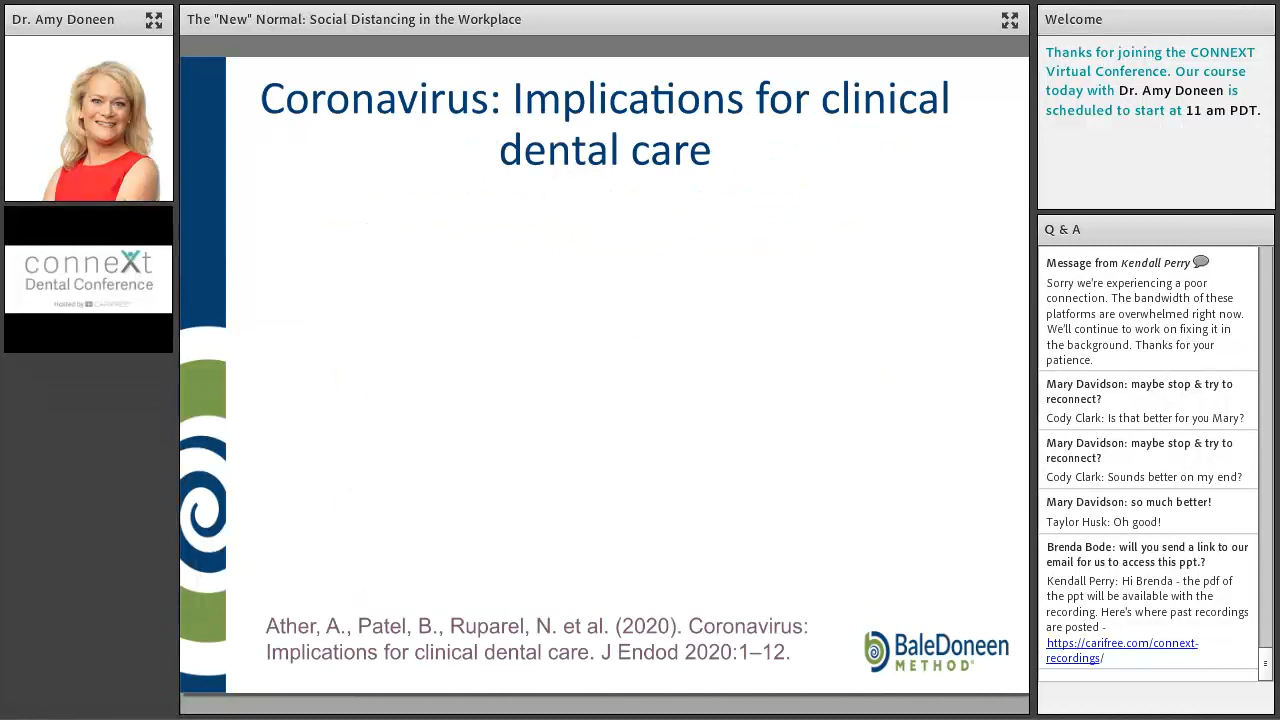 Dr. Amy Doneen
The "New" Normal: Social Distancing in the Workplace
Welcome
Thanks for joining the CONNEXT
Virtual Conference. Our course
today with Dr. Amy Doneen is
scheduled to start at 11 am PDT.
Coronavirus: Implications for clinical
dental care
Ather, A., Patel, B., Ruparel, N. et al. (2020). Coronavirus:
Implications for clinical dental care. J Endod 2020:1–12.
BaleDoneen
METHOD®
conneXt
Dental Conference
Hosted by CARIFREE
Q & A
Message from Kendall Perry
Sorry we're experiencing a poor
connection. The bandwidth of these
platforms are overwhelmed right now.
We'll continue to work on fixing it in
the background. Thanks for your
patience.
Mary Davidson: maybe stop & try to
reconnect?
Cody Clark: Is that better for you Mary?
Mary Davidson: maybe stop & try to
reconnect?
Cody Clark: Sounds better on my end?
Mary Davidson: so much better!
Taylor Husk: Oh good!
Brenda Bode: will you send a link to our
email for us to access this ppt.?
Kendall Perry: Hi Brenda - the pdf of
the ppt will be available with the
recording. Here's where past recordings
are posted -
https://carifree.com/connext-
recordings/